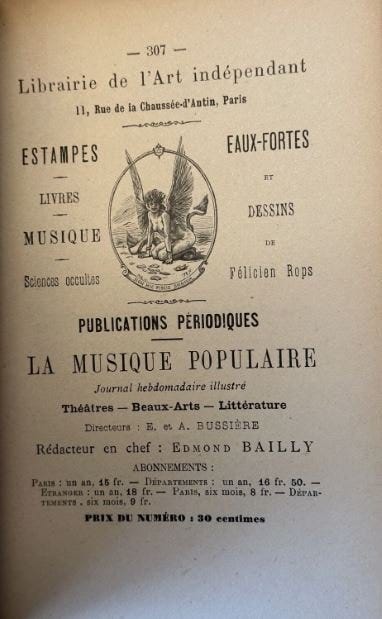 — 307 —
Librairie de l'Art indépendant
11, Rue de la Chaussée-d'Antin, Paris
ESTAMPES
LIVRES
MUSIQUE
Sciences occultes
EAUX-FORTES
ET
DESSINS
DE
Félicien Rops
PUBLICATIONS PÉRIODIQUES
LA MUSIQUE POPULAIRE
Journal hebdomadaire illustré
Théâtres — Beaux-Arts — Littérature
Directeurs : E. et A. BUSSIÈRE
Rédacteur en chef : EDMOND BAILLY
ABONNEMENTS :
PARIS : un an, 15 fr. — DÉPARTEMENTS : un an, 16 fr. 50. —
ETRANGER : un an, 18 fr. — PARIS, six mois, 8 fr. — DÉPAR-
TEMENTS, six mois, 9 fr.
PRIX DU NUMÉRO : 30 centimes